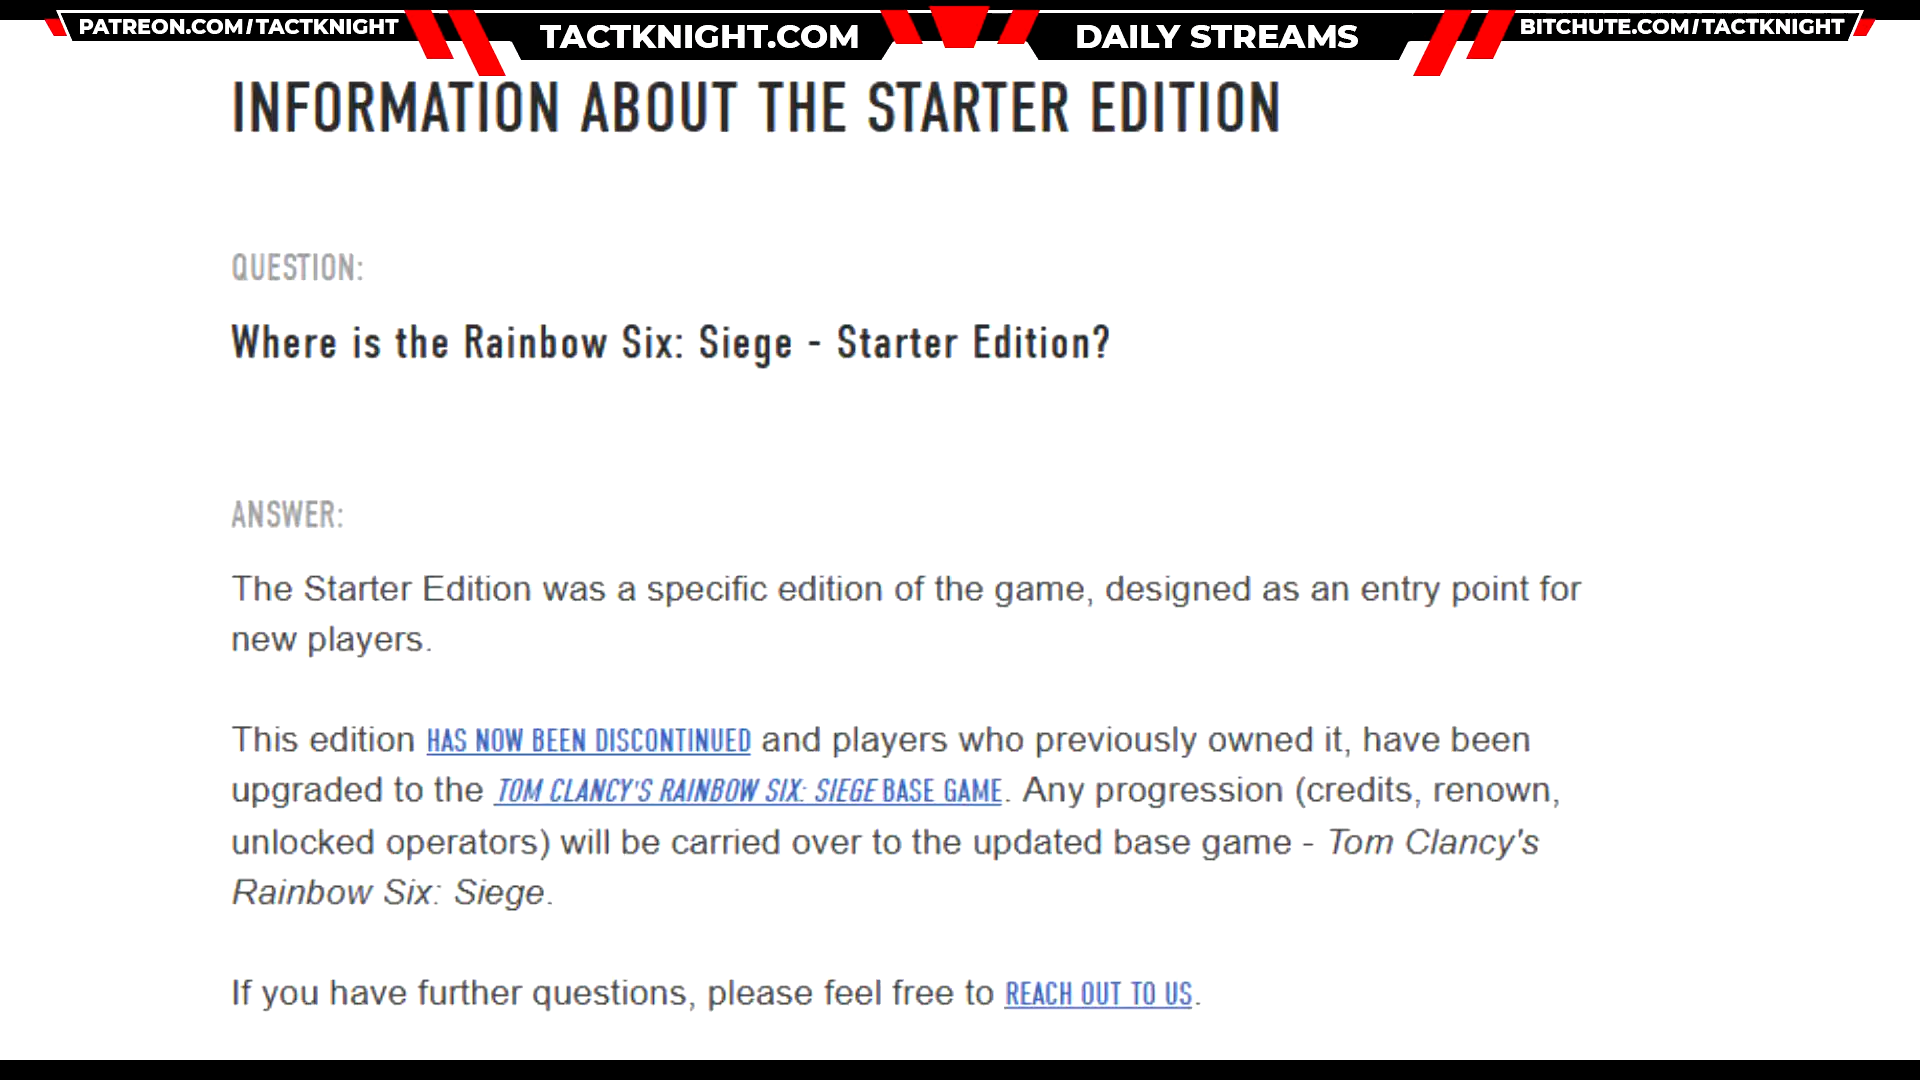 PATREON.COM/TACTKNIGHT
TACTKNIGHT.COM
DAILY STREAMS
BITCHUTE.COM/TACTKNIGHT
INFORMATION ABOUT THE STARTER EDITION
QUESTION:
Where is the Rainbow Six: Siege - Starter Edition?
ANSWER:
The Starter Edition was a specific edition of the game, designed as an entry point for
new players.
This edition HAS NOW BEEN DISCONTINUED and players who previously owned it, have been
upgraded to the TOM CLANCY'S RAINBOW SIX: SIEGE BASE GAME. Any progression (credits, renown,
unlocked operators) will be carried over to the updated base game - Tom Clancy's
Rainbow Six: Siege.
If you have further questions, please feel free to REACH OUT TO US.